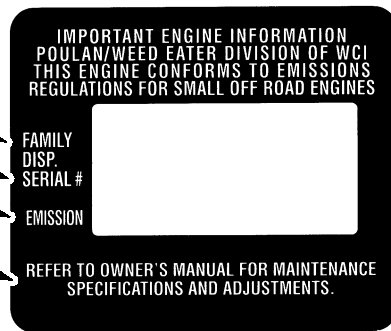 IMPORTANT ENGINE INFORMATION
POULAN/WEED EATER DIVISION OF WCI
THIS ENGINE CONFORMS TO EMISSIONS
REGULATIONS FOR SMALL OFF ROAD ENGINES
FAMILY
DISP.
SERIAL #
EMISSION
REFER TO OWNER'S MANUAL FOR MAINTENANCE
SPECIFICATIONS AND ADJUSTMENTS.